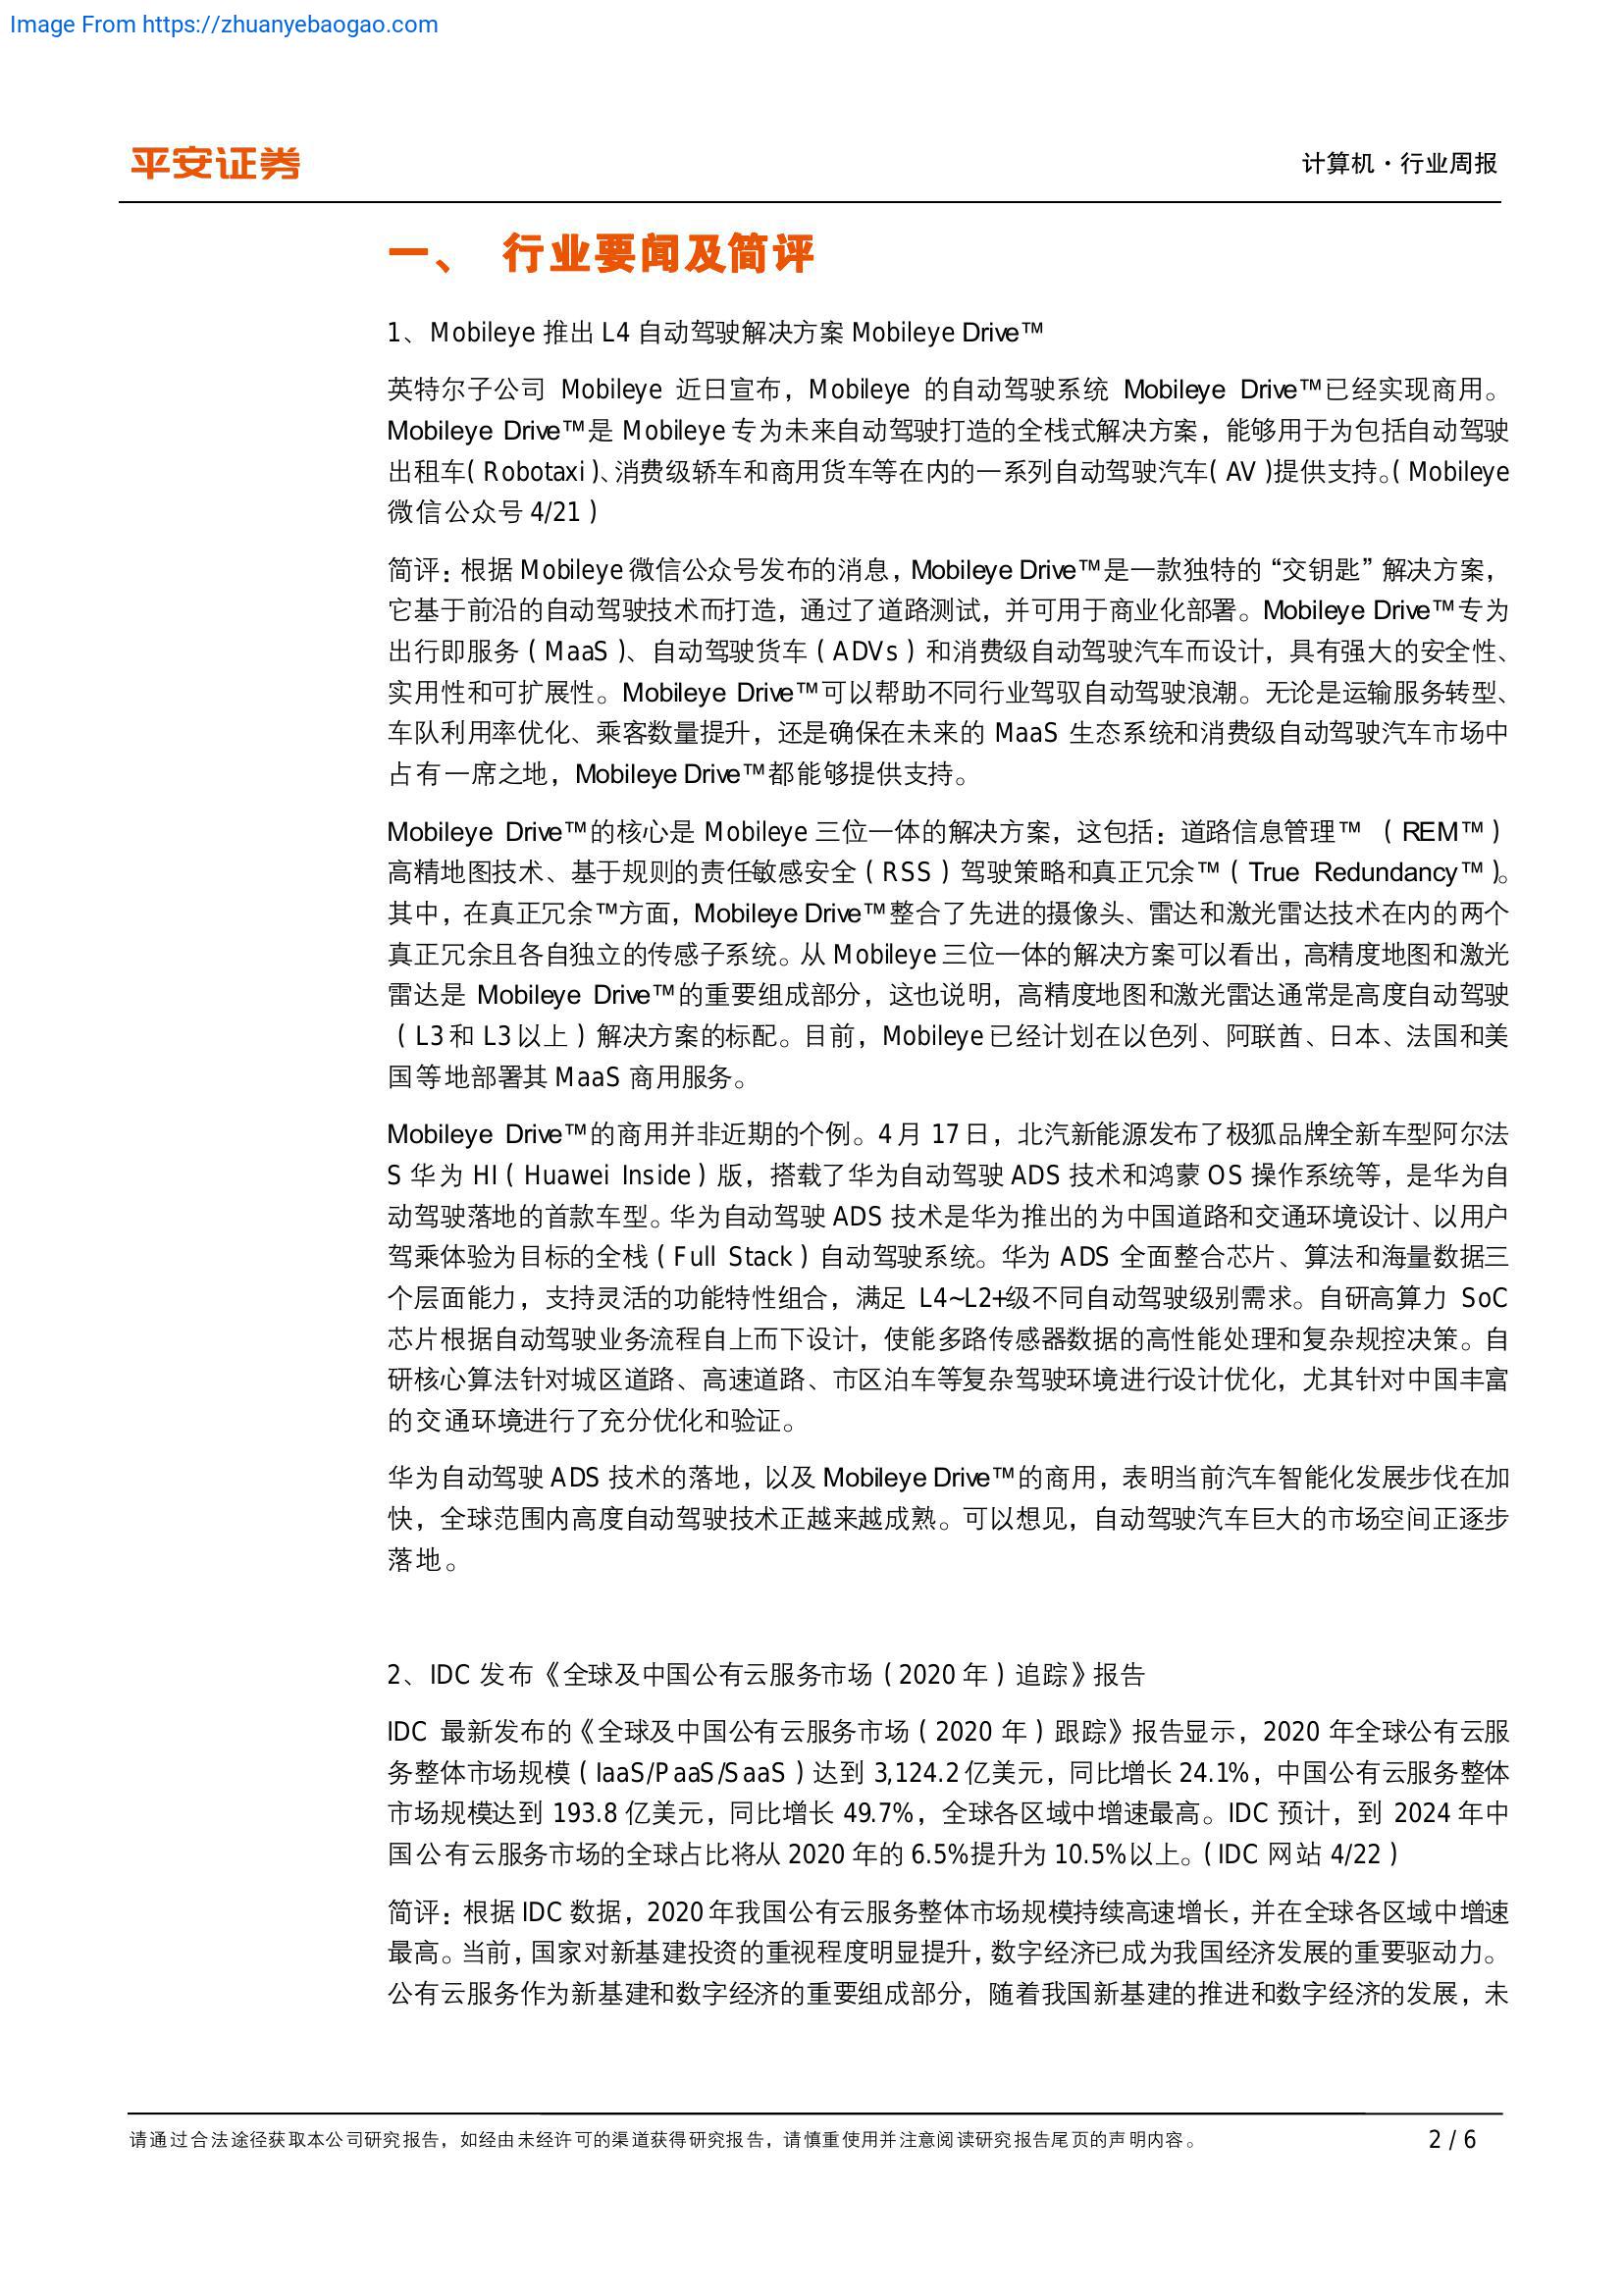 Image From https://zhuanyebaogao.com
平安证券
计算机·行业周报
一、 行业要闻及简评
1、Mobileye 推出 L4 自动驾驶解决方案 Mobileye Drive™
英特尔子公司 Mobileye 近日宣布，Mobileye 的自动驾驶系统 Mobileye Drive™已经实现商用。
Mobileye Drive™是 Mobileye 专为未来自动驾驶打造的全栈式解决方案，能够用于为包括自动驾驶
出租车（Robotaxi）、消费级轿车和商用货车等在内的一系列自动驾驶汽车（AV）提供支持。（Mobileye
微信公众号 4/21）
简评：根据 Mobileye 微信公众号发布的消息，Mobileye Drive™是一款独特的“交钥匙”解决方案，
它基于前沿的自动驾驶技术而打造，通过了道路测试，并可用于商业化部署。Mobileye Drive™专为
出行即服务（MaaS）、自动驾驶货车（ADVs）和消费级自动驾驶汽车而设计，具有强大的安全性、
实用性和可扩展性。Mobileye Drive™可以帮助不同行业驾驭自动驾驶浪潮。无论是运输服务转型、
车队利用率优化、乘客数量提升，还是确保在未来的 MaaS 生态系统和消费级自动驾驶汽车市场中
占有一席之地，Mobileye Drive™都能够提供支持。
Mobileye Drive™的核心是 Mobileye 三位一体的解决方案，这包括：道路信息管理™ （REM™）
高精地图技术、基于规则的责任敏感安全（RSS）驾驶策略和真正冗余™（True Redundancy™）。
其中，在真正冗余™方面，Mobileye Drive™整合了先进的摄像头、雷达和激光雷达技术在内的两个
真正冗余且各自独立的传感子系统。从 Mobileye 三位一体的解决方案可以看出，高精度地图和激光
雷达是 Mobileye Drive™的重要组成部分，这也说明，高精度地图和激光雷达通常是高度自动驾驶
（L3 和 L3 以上）解决方案的标配。目前，Mobileye 已经计划在以色列、阿联酋、日本、法国和美
国等地部署其 MaaS 商用服务。
Mobileye Drive™的商用并非近期的个例。4 月 17 日，北汽新能源发布了极狐品牌全新车型阿尔法
S 华为 HI（Huawei Inside）版，搭载了华为自动驾驶 ADS 技术和鸿蒙 OS 操作系统等，是华为自
动驾驶落地的首款车型。华为自动驾驶 ADS 技术是华为推出的为中国道路和交通环境设计、以用户
驾乘体验为目标的全栈（Full Stack）自动驾驶系统。华为 ADS 全面整合芯片、算法和海量数据三
个层面能力，支持灵活的功能特性组合，满足 L4~L2+级不同自动驾驶级别需求。自研高算力 SoC
芯片根据自动驾驶业务流程自上而下设计，使能多路传感器数据的高性能处理和复杂规控决策。自
研核心算法针对城区道路、高速道路、市区泊车等复杂驾驶环境进行设计优化，尤其针对中国丰富
的交通环境进行了充分优化和验证。
华为自动驾驶 ADS 技术的落地，以及 Mobileye Drive™的商用，表明当前汽车智能化发展步伐在加
快，全球范围内高度自动驾驶技术正越来越成熟。可以想见，自动驾驶汽车巨大的市场空间正逐步
落地。
2、IDC 发布《全球及中国公有云服务市场（2020 年）追踪》报告
IDC 最新发布的《全球及中国公有云服务市场（2020 年）跟踪》报告显示，2020 年全球公有云服
务整体市场规模（IaaS/PaaS/SaaS）达到 3,124.2 亿美元，同比增长 24.1%，中国公有云服务整体
市场规模达到 193.8 亿美元，同比增长 49.7%，全球各区域中增速最高。IDC 预计，到 2024 年中
国公有云服务市场的全球占比将从 2020 年的 6.5%提升为 10.5%以上。（IDC 网站 4/22）
简评：根据 IDC 数据，2020 年我国公有云服务整体市场规模持续高速增长，并在全球各区域中增速
最高。当前，国家对新基建投资的重视程度明显提升，数字经济已成为我国经济发展的重要驱动力。
公有云服务作为新基建和数字经济的重要组成部分，随着我国新基建的推进和数字经济的发展，未
请通过合法途径获取本公司研究报告，如经由未经许可的渠道获得研究报告，请慎重使用并注意阅读研究报告尾页的声明内容。
2 / 6